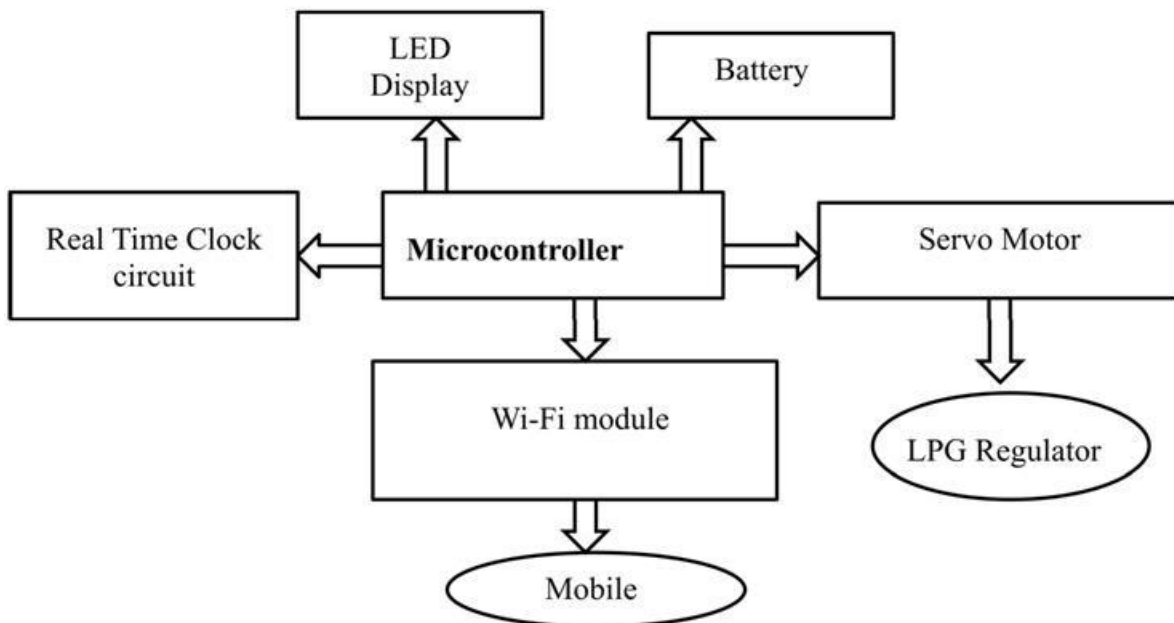 LED
Display
Battery
Real Time Clock
circuit
Microcontroller
Servo Motor
Wi-Fi module
LPG Regulator
Mobile